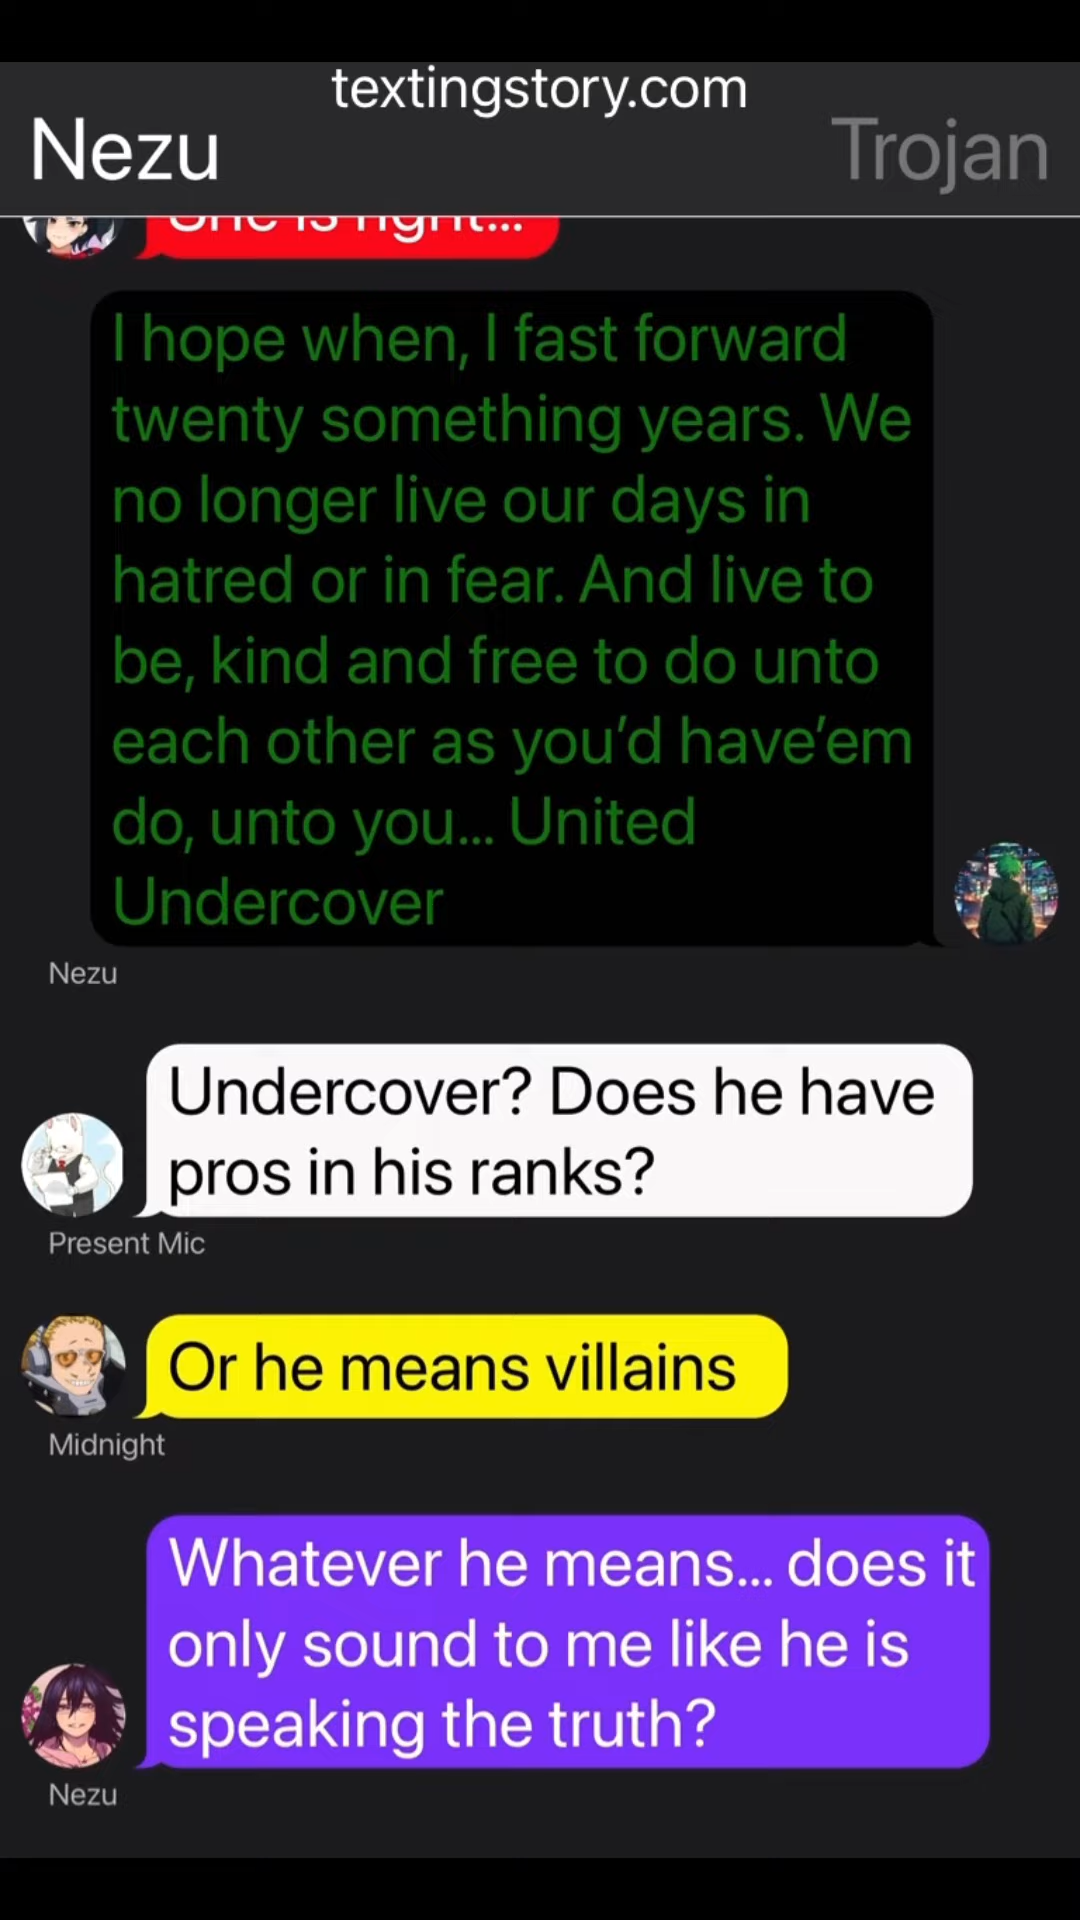 textingstory.com
Nezu
Trojan
She is right...
I hope when, I fast forward
twenty something years. We
no longer live our days in
hatred or in fear. And live to
be, kind and free to do unto
each other as you’d have’em
do, unto you... United
Undercover
Nezu
Undercover? Does he have
pros in his ranks?
Present Mic
Or he means villains
Midnight
Whatever he means... does it
only sound to me like he is
speaking the truth?
Nezu